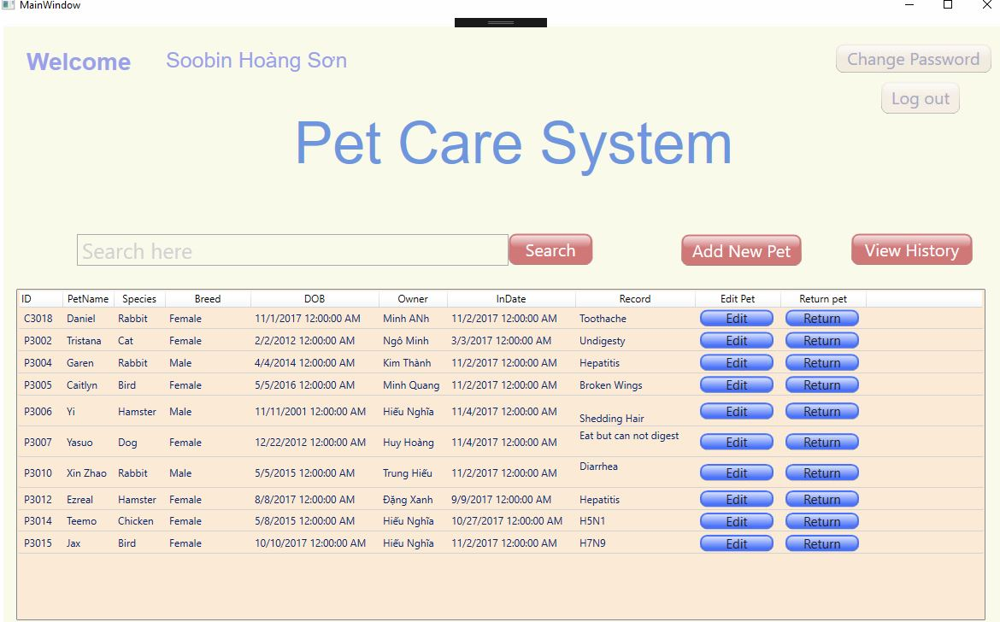 MainWindow
Welcome Soobin Hoàng Sơn Change Password
Log out
Pet Care System
Search here Search Add New Pet View History
ID PetName Species Breed DOB Owner InDate Record Edit Pet Return pet
C3018 Daniel Rabbit Female 11/1/2017 12:00:00 AM Minh ANh 11/2/2017 12:00:00 AM Toothache Edit Return
P3002 Tristana Cat Female 2/2/2012 12:00:00 AM Ngô Minh 3/3/2017 12:00:00 AM Undigesty Edit Return
P3004 Garen Rabbit Male 4/4/2014 12:00:00 AM Kim Thành 11/2/2017 12:00:00 AM Hepatitis Edit Return
P3005 Caitlyn Bird Female 5/5/2016 12:00:00 AM Minh Quang 11/2/2017 12:00:00 AM Broken Wings Edit Return
P3006 Yi Hamster Male 11/11/2001 12:00:00 AM Hiếu Nghĩa 11/4/2017 12:00:00 AM Shedding Hair Edit Return
P3007 Yasuo Dog Female 12/22/2012 12:00:00 AM Huy Hoàng 11/4/2017 12:00:00 AM Eat but can not digest Edit Return
P3010 Xin Zhao Rabbit Male 5/5/2015 12:00:00 AM Trung Hiếu 11/2/2017 12:00:00 AM Diarrhea Edit Return
P3012 Ezreal Hamster Female 8/8/2017 12:00:00 AM Đặng Xanh 9/9/2017 12:00:00 AM Hepatitis Edit Return
P3014 Teemo Chicken Female 5/8/2015 12:00:00 AM Hiếu Nghĩa 10/27/2017 12:00:00 AM H5N1 Edit Return
P3015 Jax Bird Female 10/10/2017 12:00:00 AM Hiếu Nghĩa 11/2/2017 12:00:00 AM H7N9 Edit Return